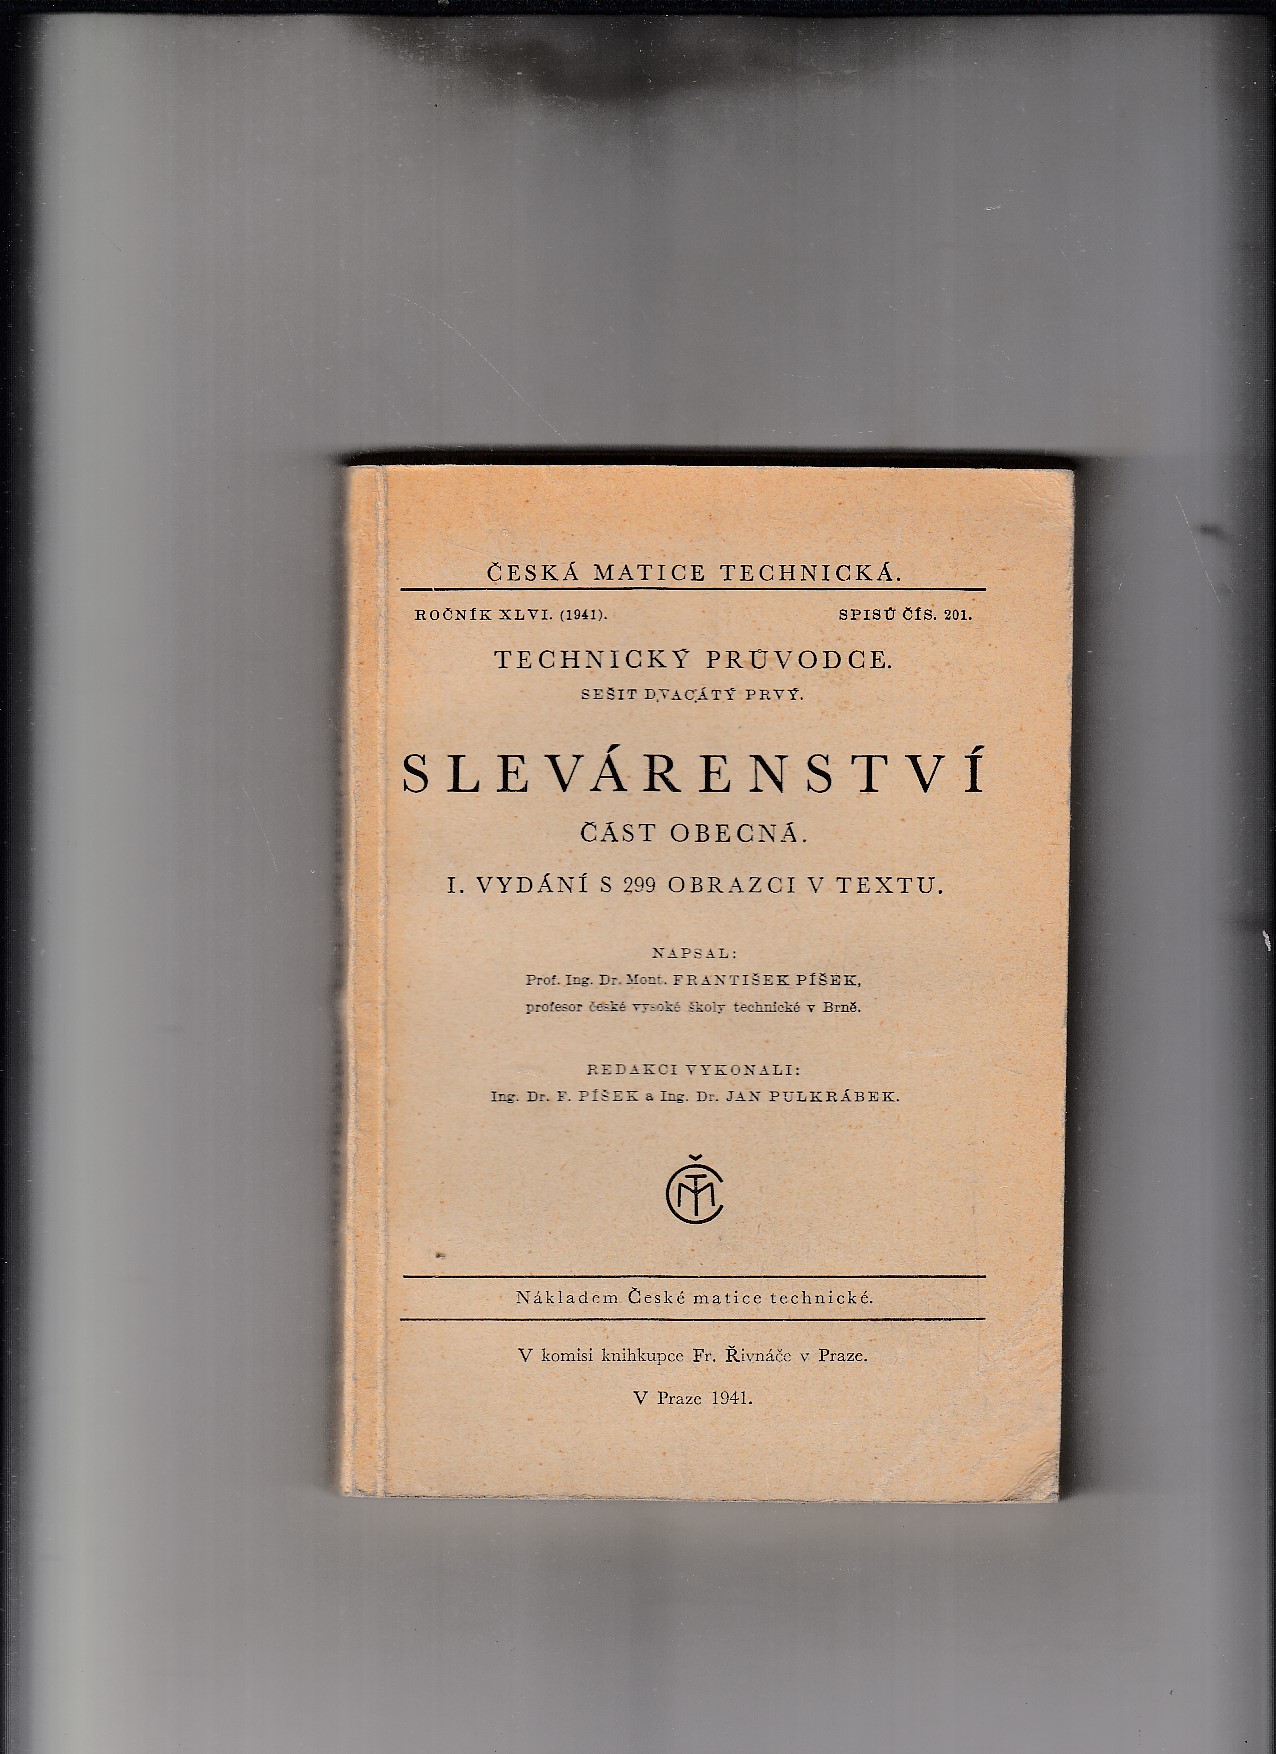 ČESKÁ MATICE TECHNICKÁ.
ROČNÍK XLVI. (1941). SPISŮ ČÍS. 201.
TECHNICKÝ PRŮVODCE.
SEŠIT DVACÁTÝ PRVÝ.
SLEVÁRENSTVÍ
ČÁST OBECNÁ.
I. VYDÁNÍ S 299 OBRAZCI V TEXTU.
NAPSAL:
Prof. Ing. Dr. Mont. FRANTIŠEK PÍŠEK,
profesor české vysoké školy technické v Brně.
REDAKCI VYKONALI:
Ing. Dr. F. PÍŠEK a Ing. Dr. JAN PULKRÁBEK.
ČMT
Nákladem České matice technické.
V komisi knihkupce Fr. Řivnáče v Praze.
V Praze 1941.